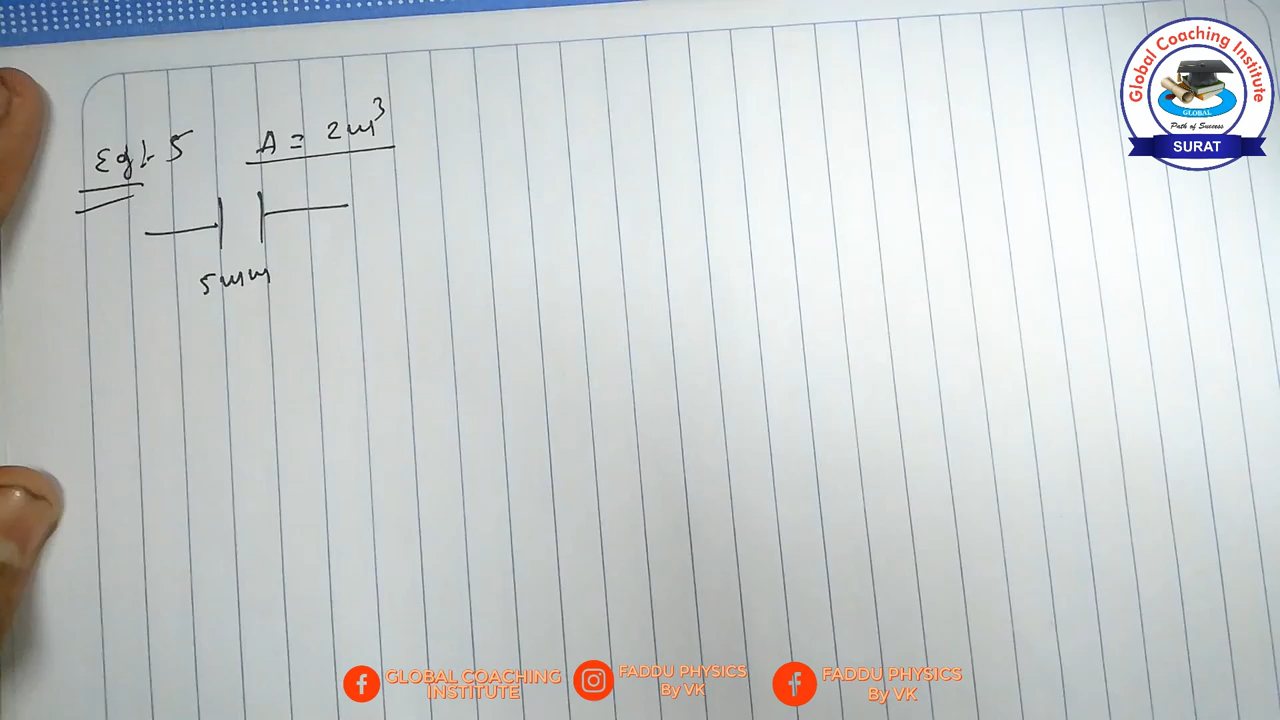 Eg:- 5
A = 2m³
5mm
Global Coaching Institute
GLOBAL
Path of Success
SURAT
GLOBAL COACHING
INSTITUTE
FADDU PHYSICS
By VK
FADDU PHYSICS
By VK